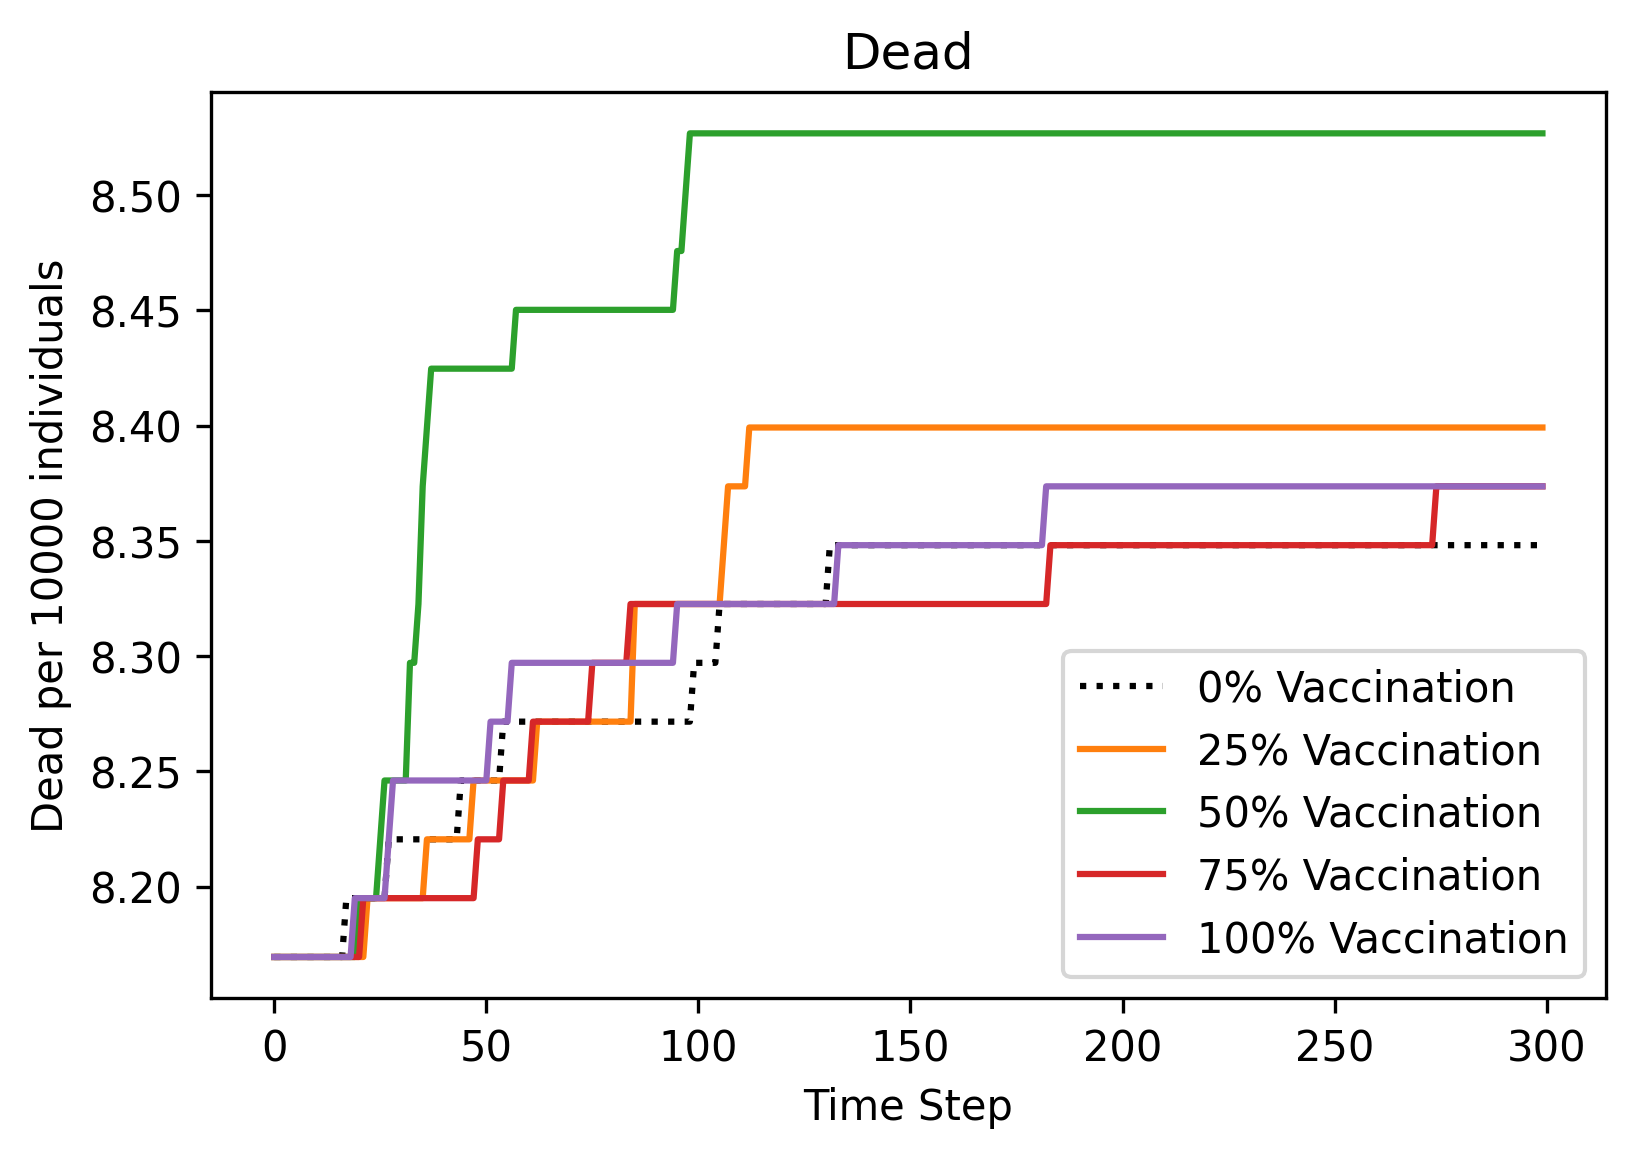 Dead
Dead per 10000 individuals
8.50
8.45
8.40
8.35
8.30
8.25
8.20
0% Vaccination
25% Vaccination
50% Vaccination
75% Vaccination
100% Vaccination
0 50 100 150 200 250 300
Time Step